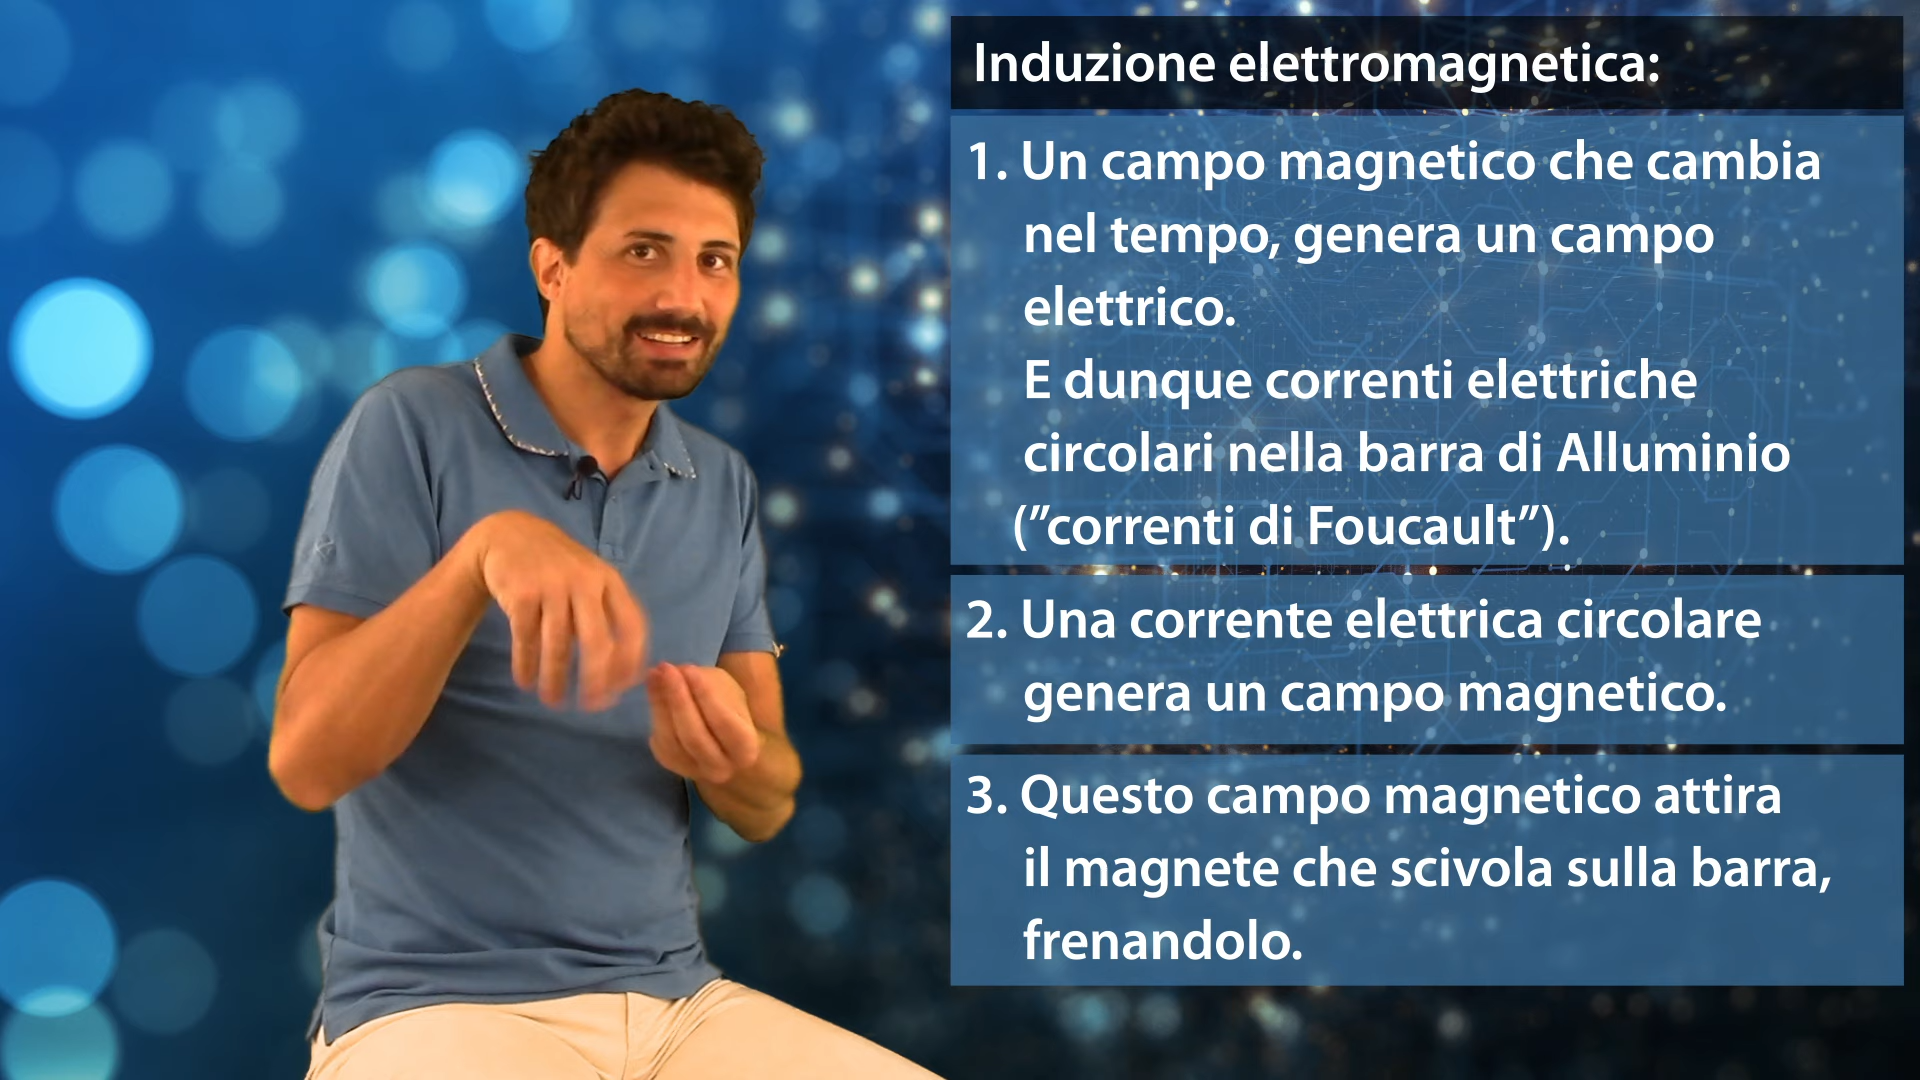 Induzione elettromagnetica:
1. Un campo magnetico che cambia
nel tempo, genera un campo
elettrico.
E dunque correnti elettriche
circolari nella barra di Alluminio
(”correnti di Foucault”).
2. Una corrente elettrica circolare
genera un campo magnetico.
3. Questo campo magnetico attira
il magnete che scivola sulla barra,
frenandolo.